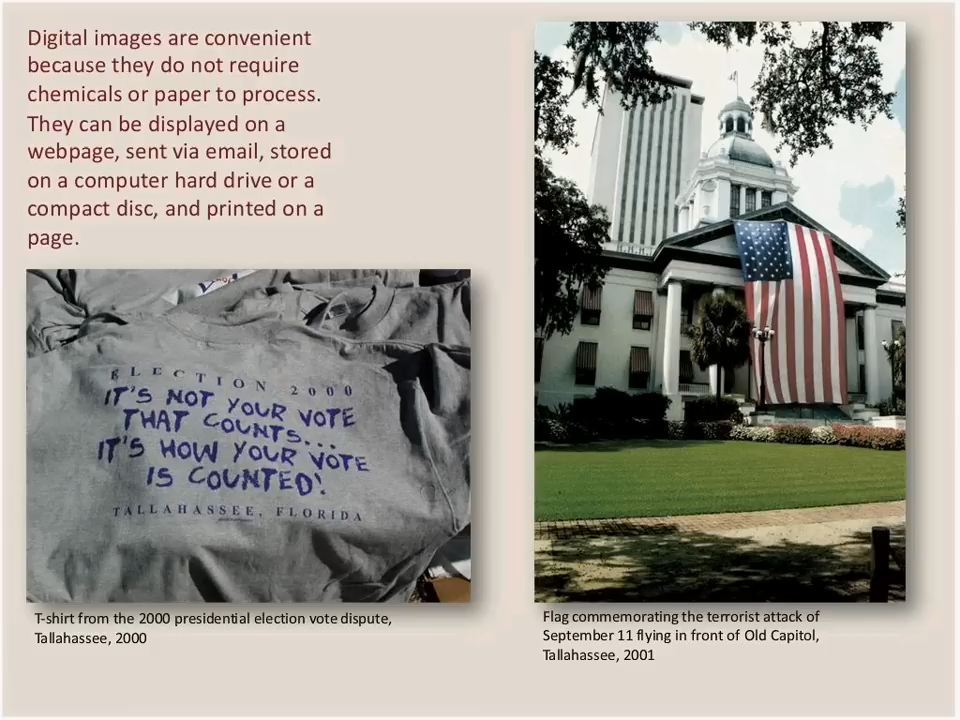 Digital images are convenient
because they do not require
chemicals or paper to process.
They can be displayed on a
webpage, sent via email, stored
on a computer hard drive or a
compact disc, and printed on a
page.
ELECTION 2000
IT'S NOT YOUR VOTE
THAT COUNTS...
IT'S HOW YOUR VOTE
IS COUNTED!
TALLAHASSEE, FLORIDA
T-shirt from the 2000 presidential election vote dispute,
Tallahassee, 2000
Flag commemorating the terrorist attack of
September 11 flying in front of Old Capitol,
Tallahassee, 2001